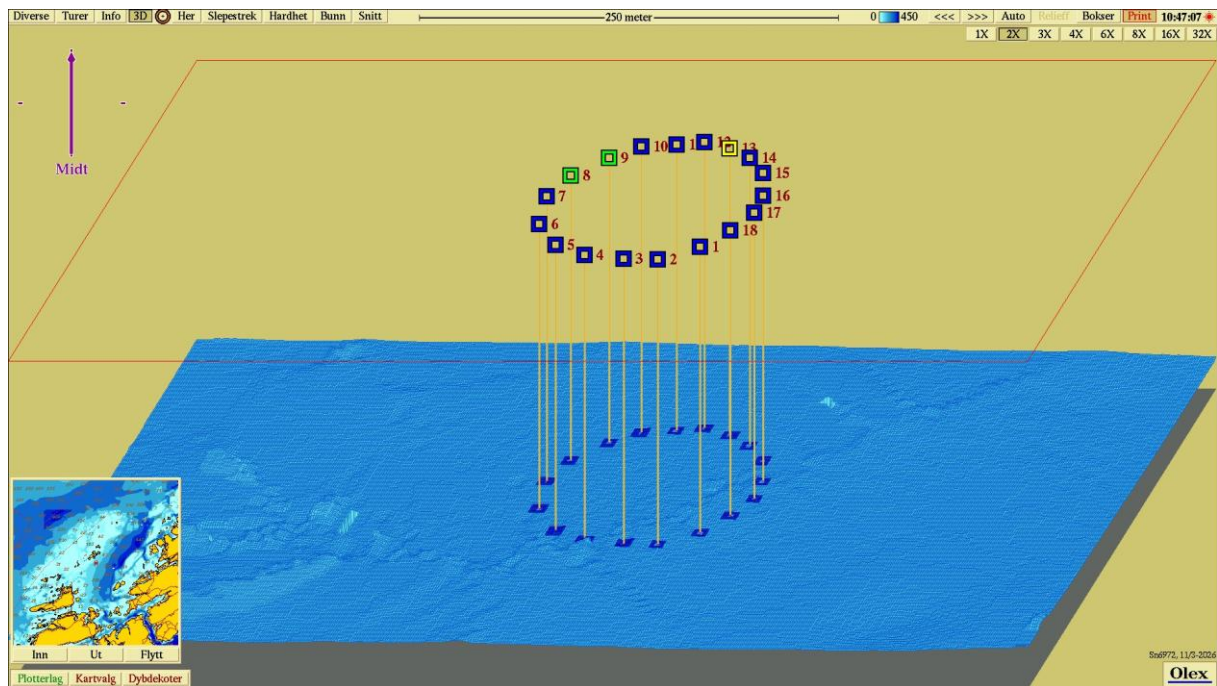 Diverse Turer Info 3D Her Slepestrek Hardhet Bunn Snitt 250 meter 0 450 <<< >>> Auto Relieff Bokser Print 10:47:07
1X 2X 3X 4X 6X 8X 16X 32X
Midt
10 1 12 13
9 14
8 15
7 16
6 17
5 18
4 3 2 1
Inn Ut Flytt
Sn6972, 11/3-2026
Plotterlag Kartvalg Dybdekoter Olex